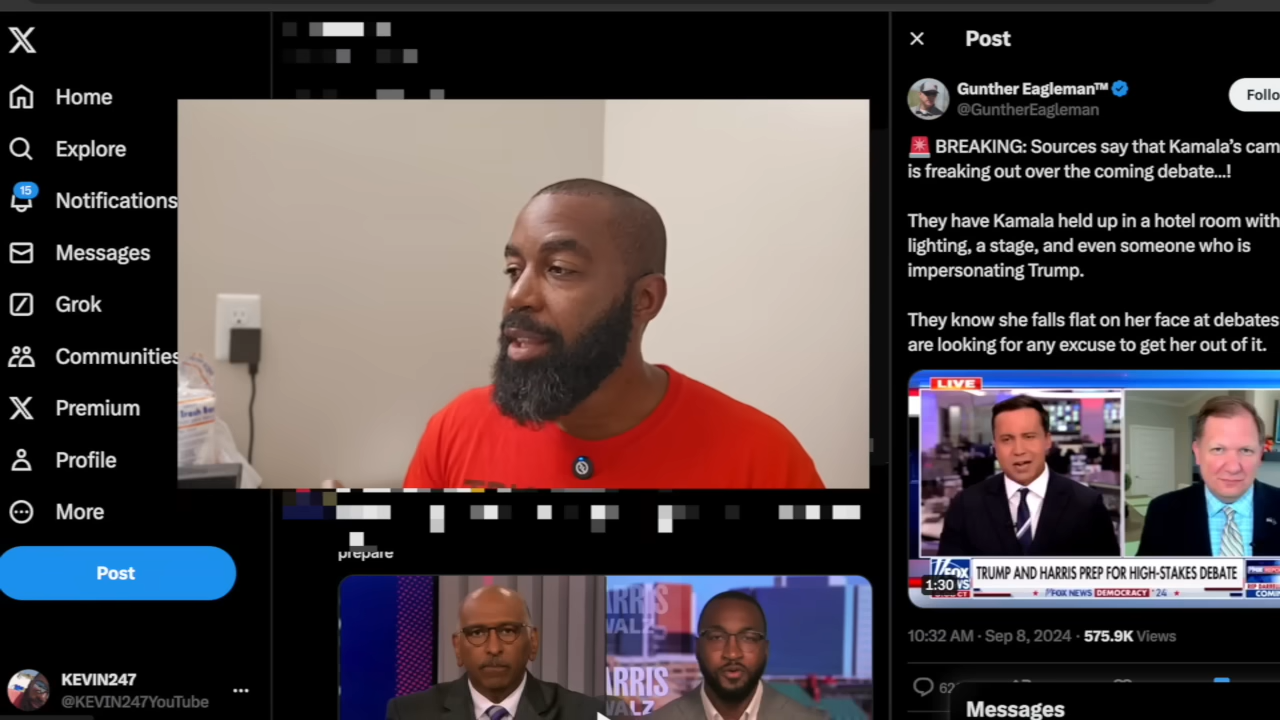 Home
Explore
15
Notifications
Messages
Grok
Communities
Premium
Profile
More
Post
KEVIN247
@KEVIN247YouTube
prepare
ARRIS
WALZ
ARRIS
LZ
Post
Gunther Eagleman™
@GuntherEagleman
Follo
🚨 BREAKING: Sources say that Kamala’s cam
is freaking out over the coming debate...!
They have Kamala held up in a hotel room with
lighting, a stage, and even someone who is
impersonating Trump.
They know she falls flat on her face at debates
are looking for any excuse to get her out of it.
LIVE
TRUMP AND HARRIS PREP FOR HIGH-STAKES DEBATE
1:30
FOX NEWS DEMOCRACY '24
10:32 AM · Sep 8, 2024 · 575.9K Views
Messages